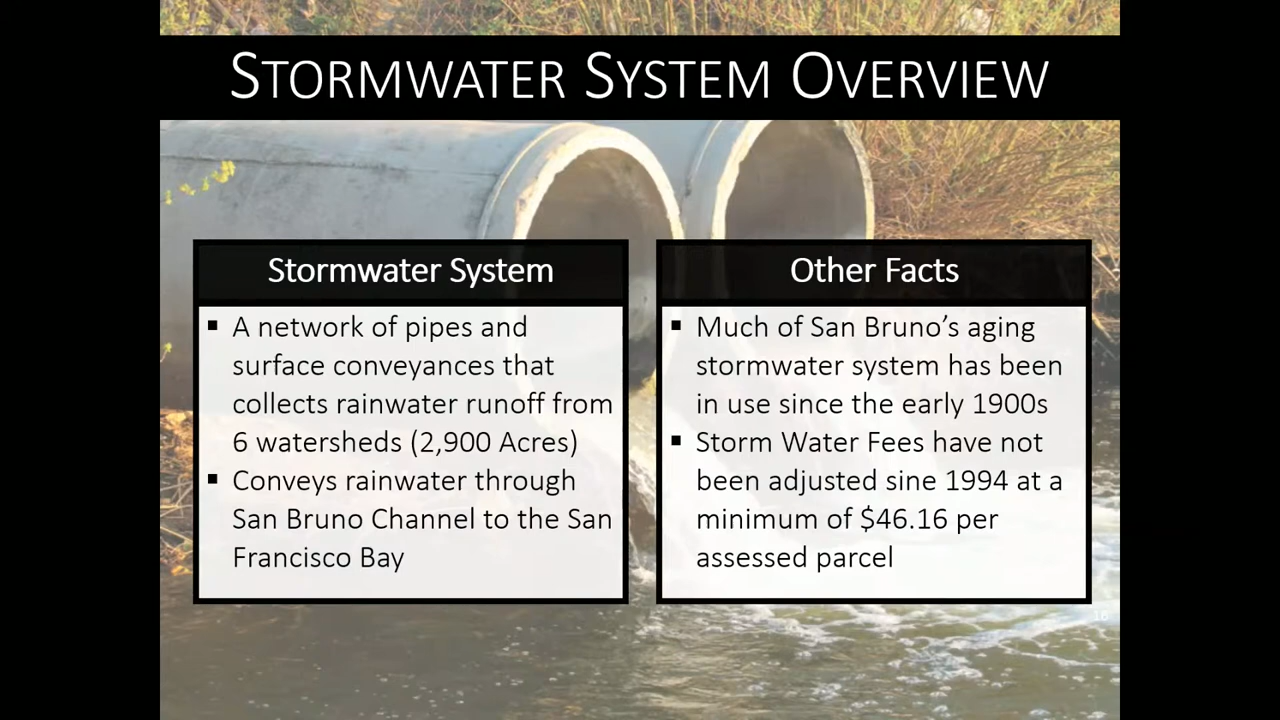 STORMWATER SYSTEM OVERVIEW
Stormwater System
▪ A network of pipes and
surface conveyances that
collects rainwater runoff from
6 watersheds (2,900 Acres)
▪ Conveys rainwater through
San Bruno Channel to the San
Francisco Bay
Other Facts
▪ Much of San Bruno’s aging
stormwater system has been
in use since the early 1900s
▪ Storm Water Fees have not
been adjusted sine 1994 at a
minimum of $46.16 per
assessed parcel